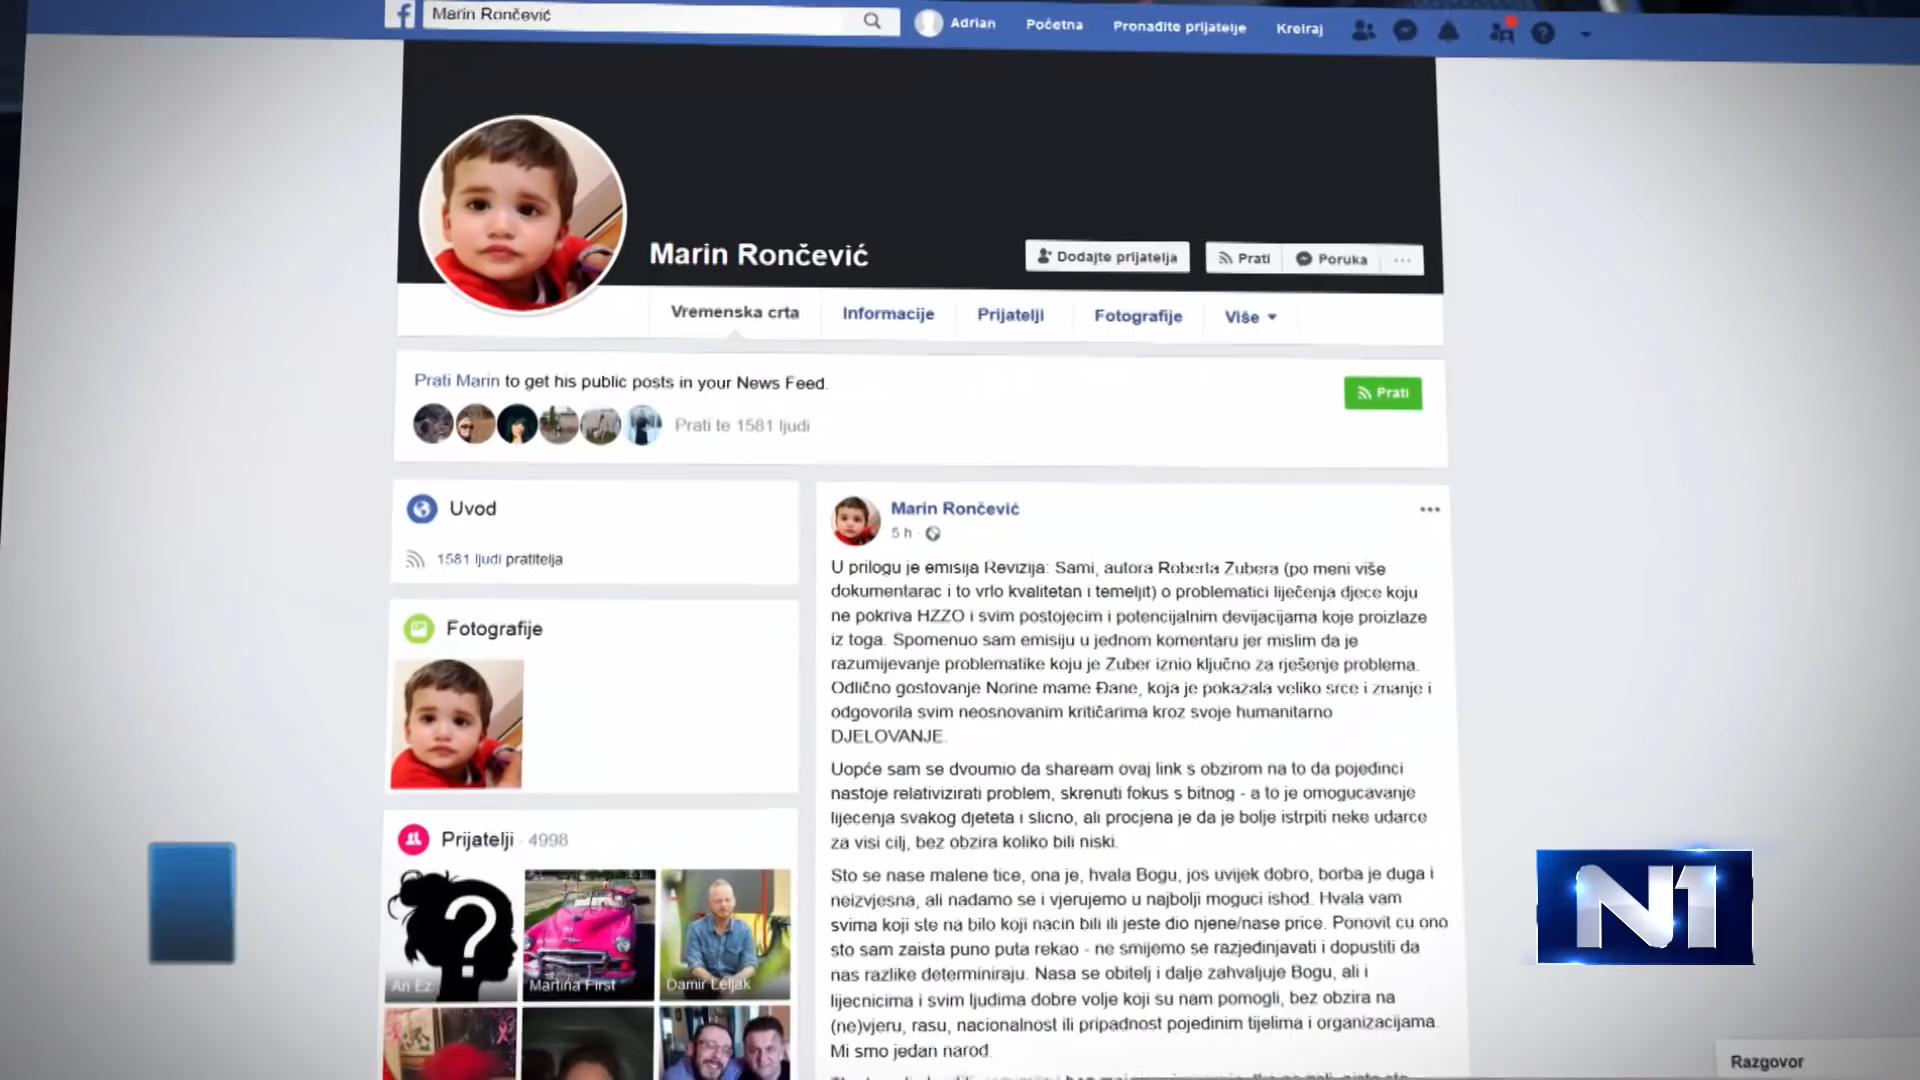 Marin Rončević
Adrian
Početna
Pronađite prijatelje
Kreiraj
Marin Rončević
Dodajte prijatelja
Prati
Poruka
Vremenska crta
Informacije
Prijatelji
Fotografije
Više
Prati Marin to get his public posts in your News Feed.
Prati
Prati te 1581 ljudi
Uvod
1581 ljudi pratitelja
Fotografije
Prijatelji · 4998
An Ez
Martina First
Damir Leljak
Marin Rončević
5 h
U prilogu je emisija Revizija: Sami, autora Roberta Zubera (po meni više
dokumentarac i to vrlo kvalitetan i temeljit) o problematici liječenja djece koju
ne pokriva HZZO i svim postojecim i potencijalnim devijacijama koje proizlaze
iz toga. Spomenuo sam emisiju u jednom komentaru jer mislim da je
razumijevanje problematike koju je Zuber iznio ključno za rješenje problema.
Odlično gostovanje Norine mame Đane, koja je pokazala veliko srce i znanje i
odgovorila svim neosnovanim kritičarima kroz svoje humanitarno
DJELOVANJE.
Uopće sam se dvoumio da shaream ovaj link s obzirom na to da pojedinci
nastoje relativizirati problem, skrenuti fokus s bitnog - a to je omogucavanje
lijecenja svakog djeteta i slicno, ali procjena je da je bolje istrpiti neke udarce
za visi cilj, bez obzira koliko bili niski.
Sto se nase malene tice, ona je, hvala Bogu, jos uvijek dobro, borba je duga i
neizvjesna, ali nadamo se i vjerujemo u najbolji moguci ishod. Hvala vam
svima koji ste na bilo koji nacin bili ili jeste dio njene/nase price. Ponovit cu ono
sto sam zaista puno puta rekao - ne smijemo se razjedinjavati i dopustiti da
nas razlike determiniraju. Nasa se obitelj i dalje zahvaljuje Bogu, ali i
lijecnicima i svim ljudima dobre volje koji su nam pomogli, bez obzira na
(ne)vjeru, rasu, nacionalnost ili pripadnost pojedinim tijelima i organizacijama.
Mi smo jedan narod.
N1
Razgovor